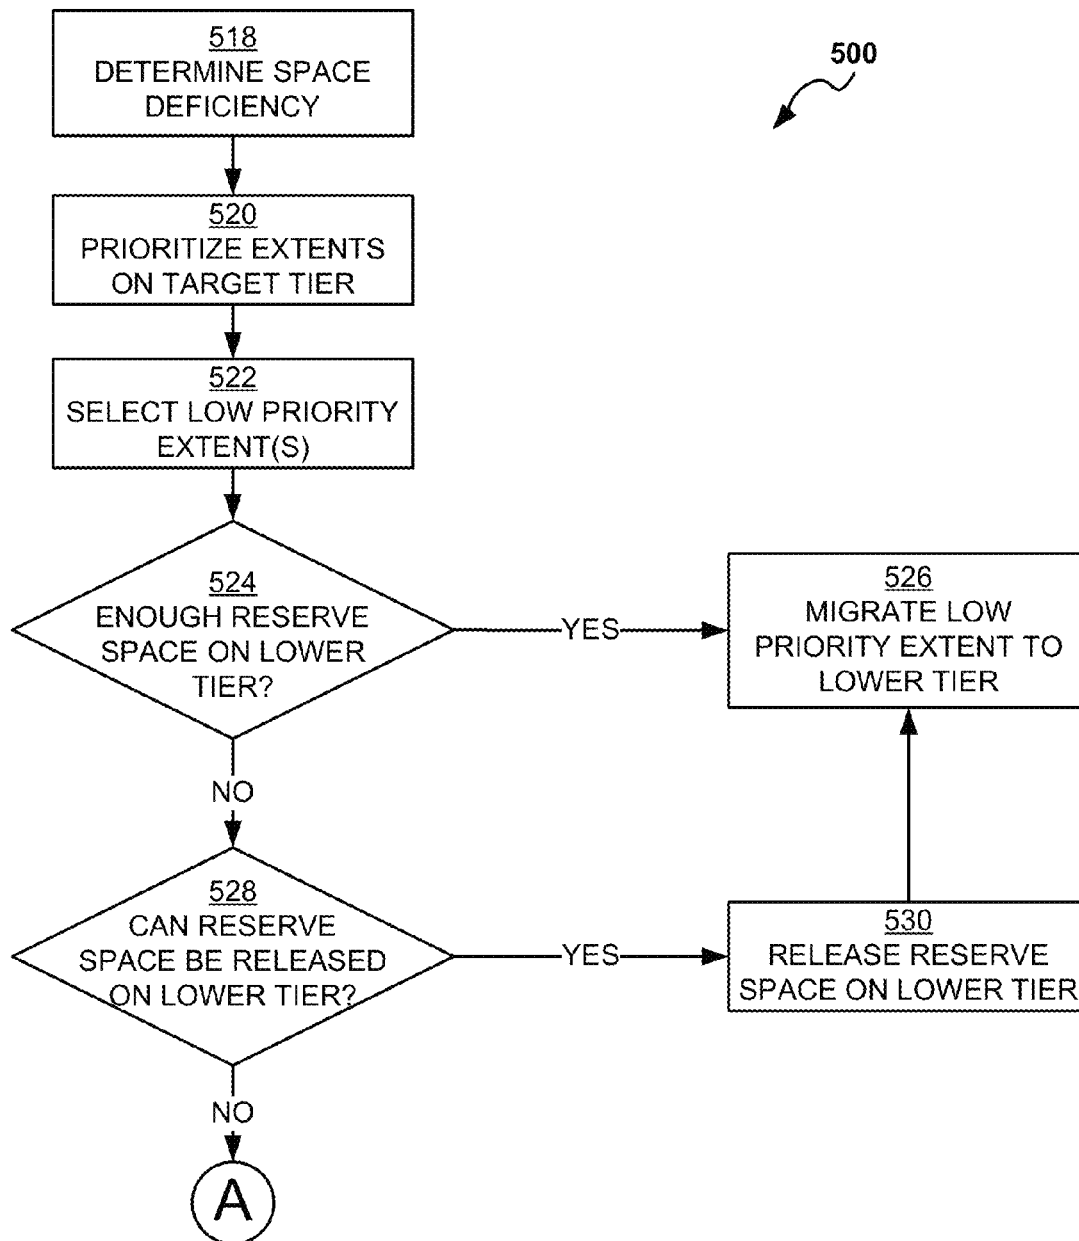 518
DETERMINE SPACE
DEFICIENCY
500
520
PRIORITIZE EXTENTS
ON TARGET TIER
522
SELECT LOW PRIORITY
EXTENT(S)
524
ENOUGH RESERVE
SPACE ON LOWER
TIER?
YES
526
MIGRATE LOW
PRIORITY EXTENT TO
LOWER TIER
NO
528
CAN RESERVE
SPACE BE RELEASED
ON LOWER TIER?
YES
530
RELEASE RESERVE
SPACE ON LOWER TIER
NO
A